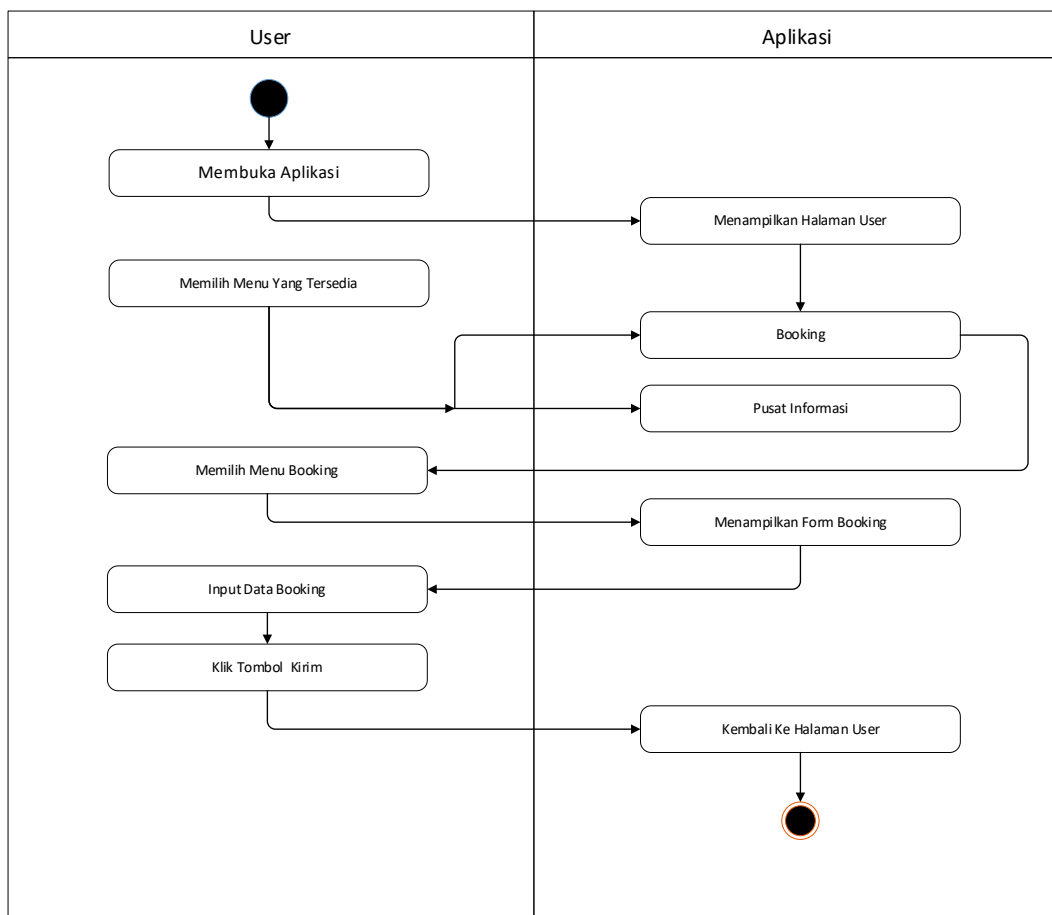 User
Aplikasi
Membuka Aplikasi
Menampilkan Halaman User
Memilih Menu Yang Tersedia
Booking
Pusat Informasi
Memilih Menu Booking
Menampilkan Form Booking
Input Data Booking
Klik Tombol Kirim
Kembali Ke Halaman User